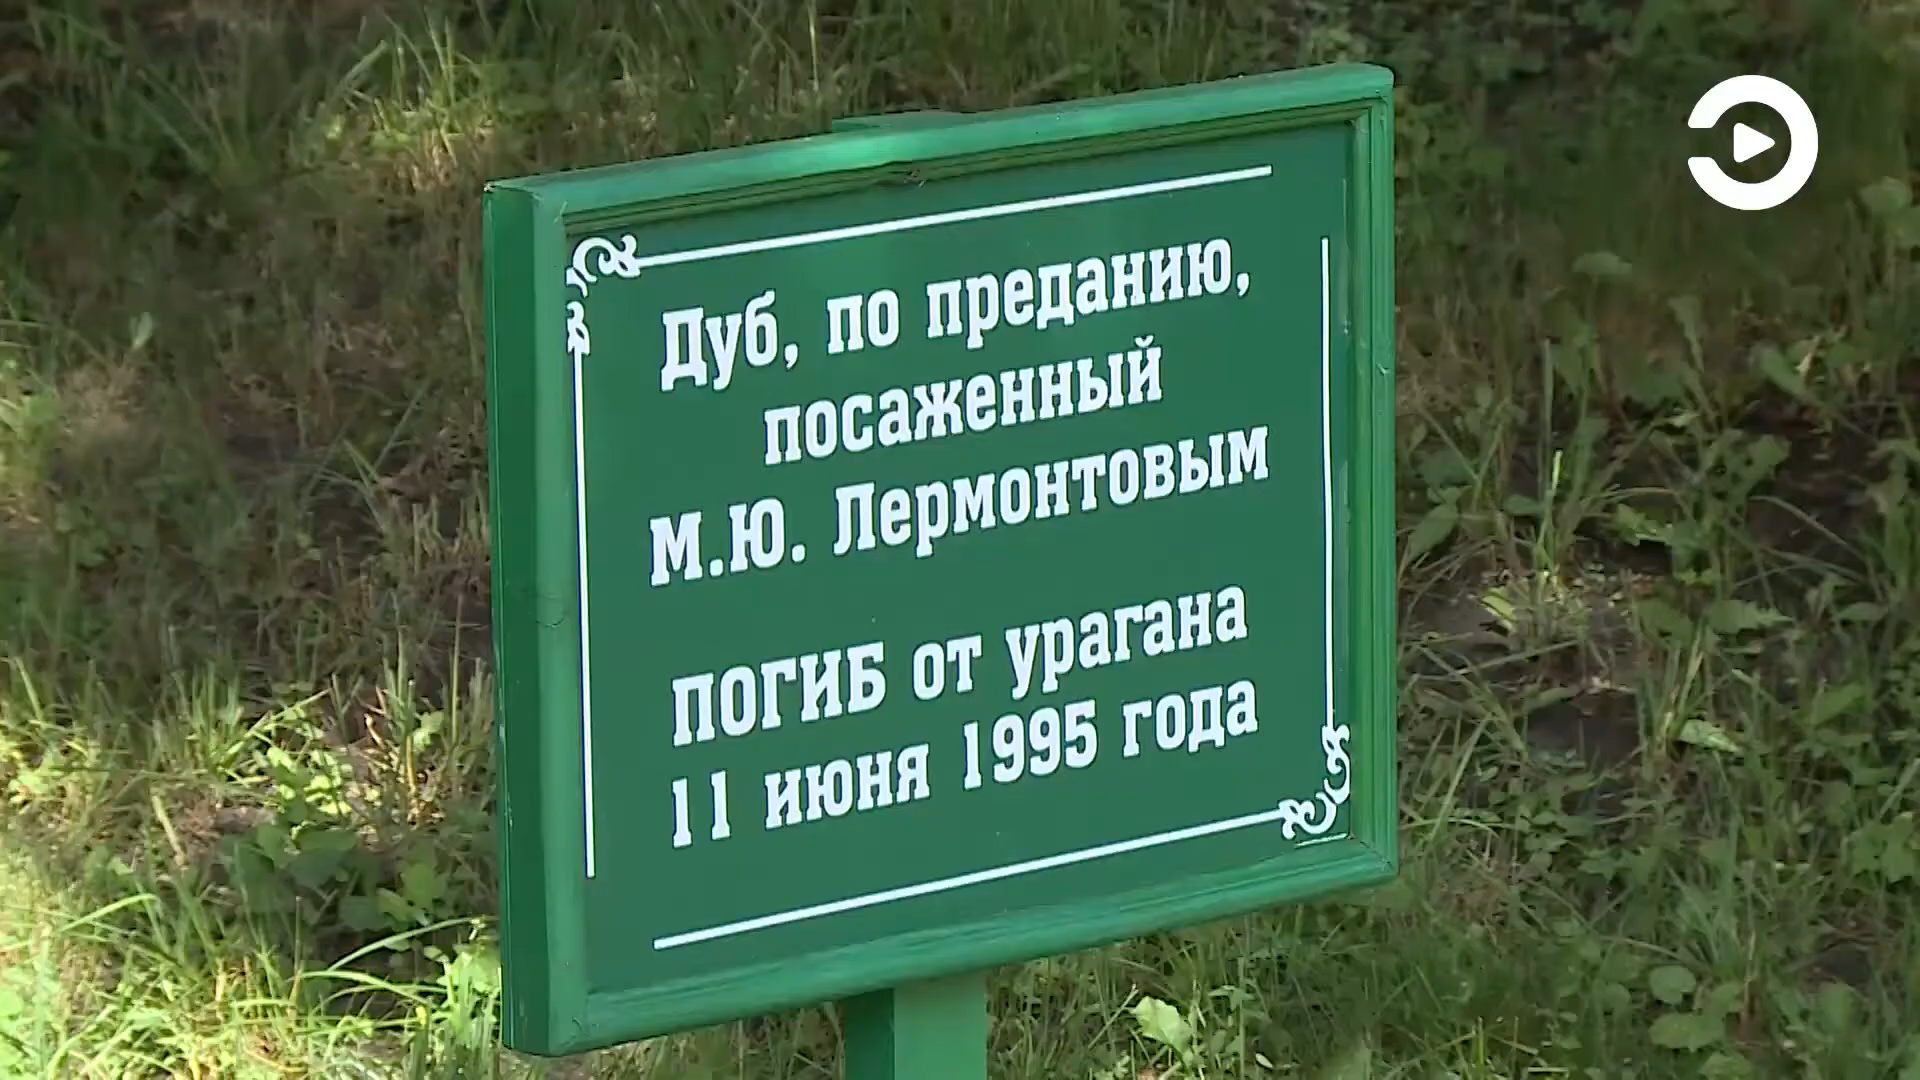 Дуб, по преданию,
посаженный
М.Ю. Лермонтовым
ПОГИБ от урагана
11 июня 1995 года